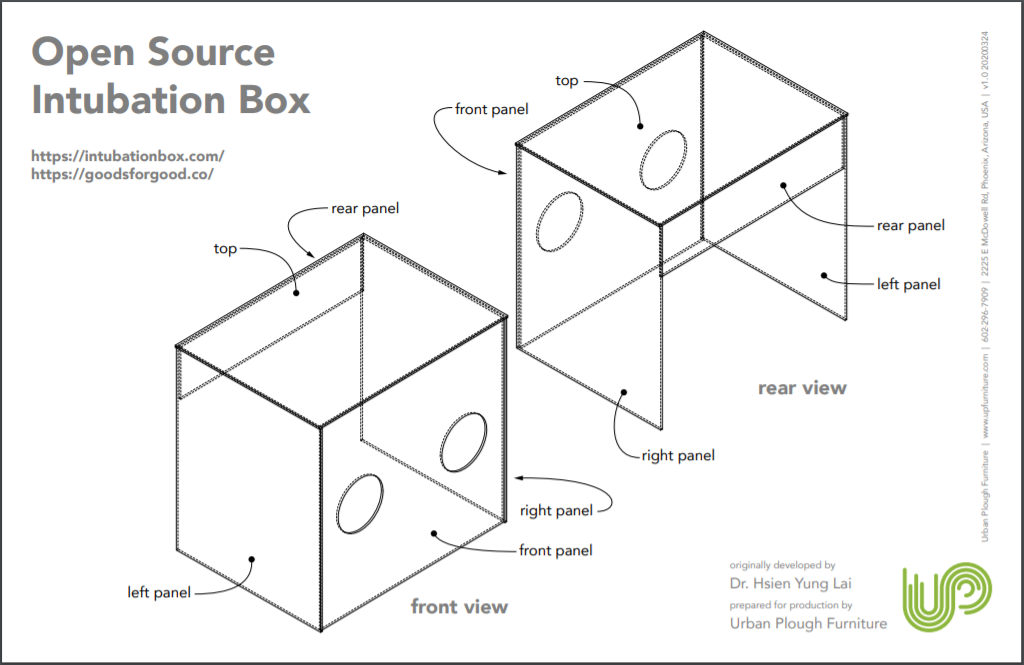 Open Source
Intubation Box
https://intubationbox.com/
https://goodsforgood.co/
top
front panel
rear panel
left panel
right panel
rear view
rear panel
top
right panel
front panel
left panel
front view
originally developed by
Dr. Hsien Yung Lai
prepared for production by
Urban Plough Furniture
UP
Urban Plough Furniture | www.upfurniture.com | 602-296-7909 | 2225 E McDowell Rd, Phoenix, Arizona, USA | v1.0 20200324